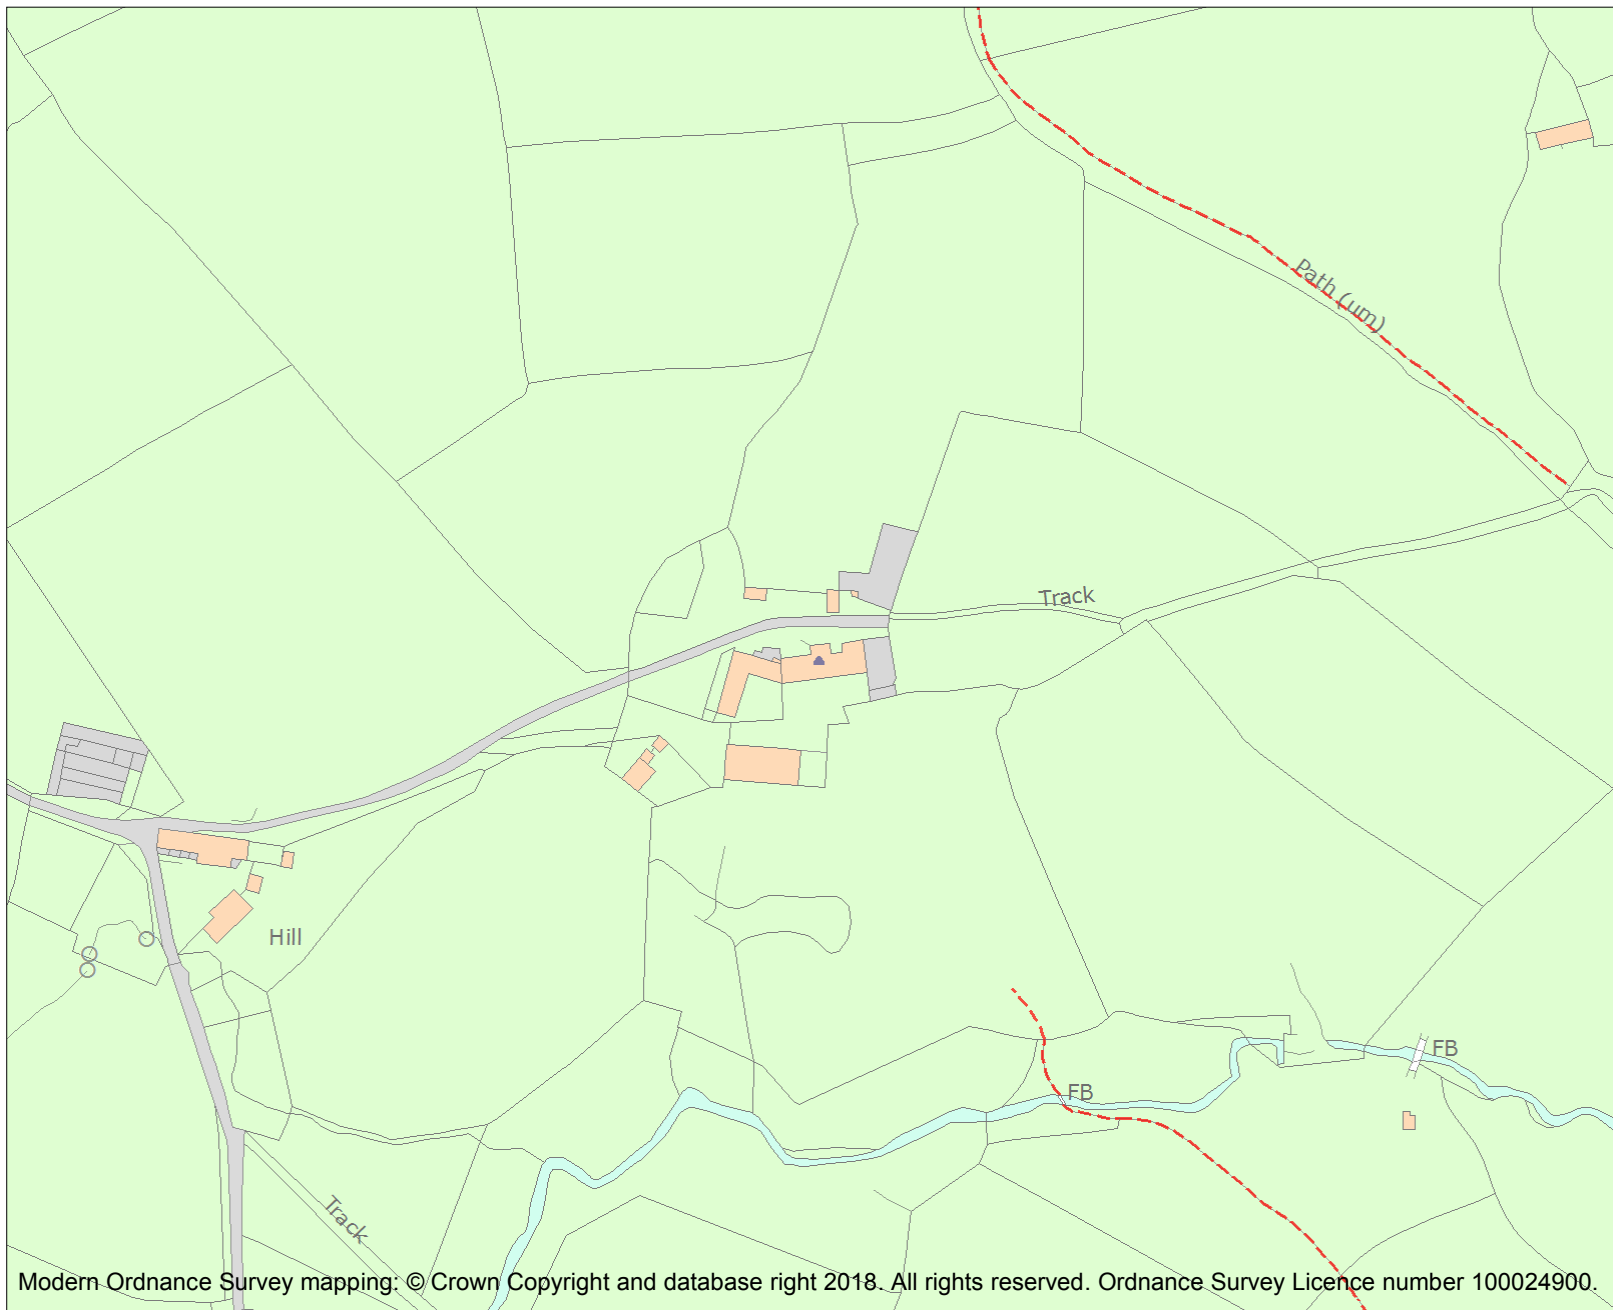 Path (um)
Track
Hill
FB
FB
Track
Modern Ordnance Survey mapping: © Crown Copyright and database right 2018. All rights reserved. Ordnance Survey Licence number 100024900.